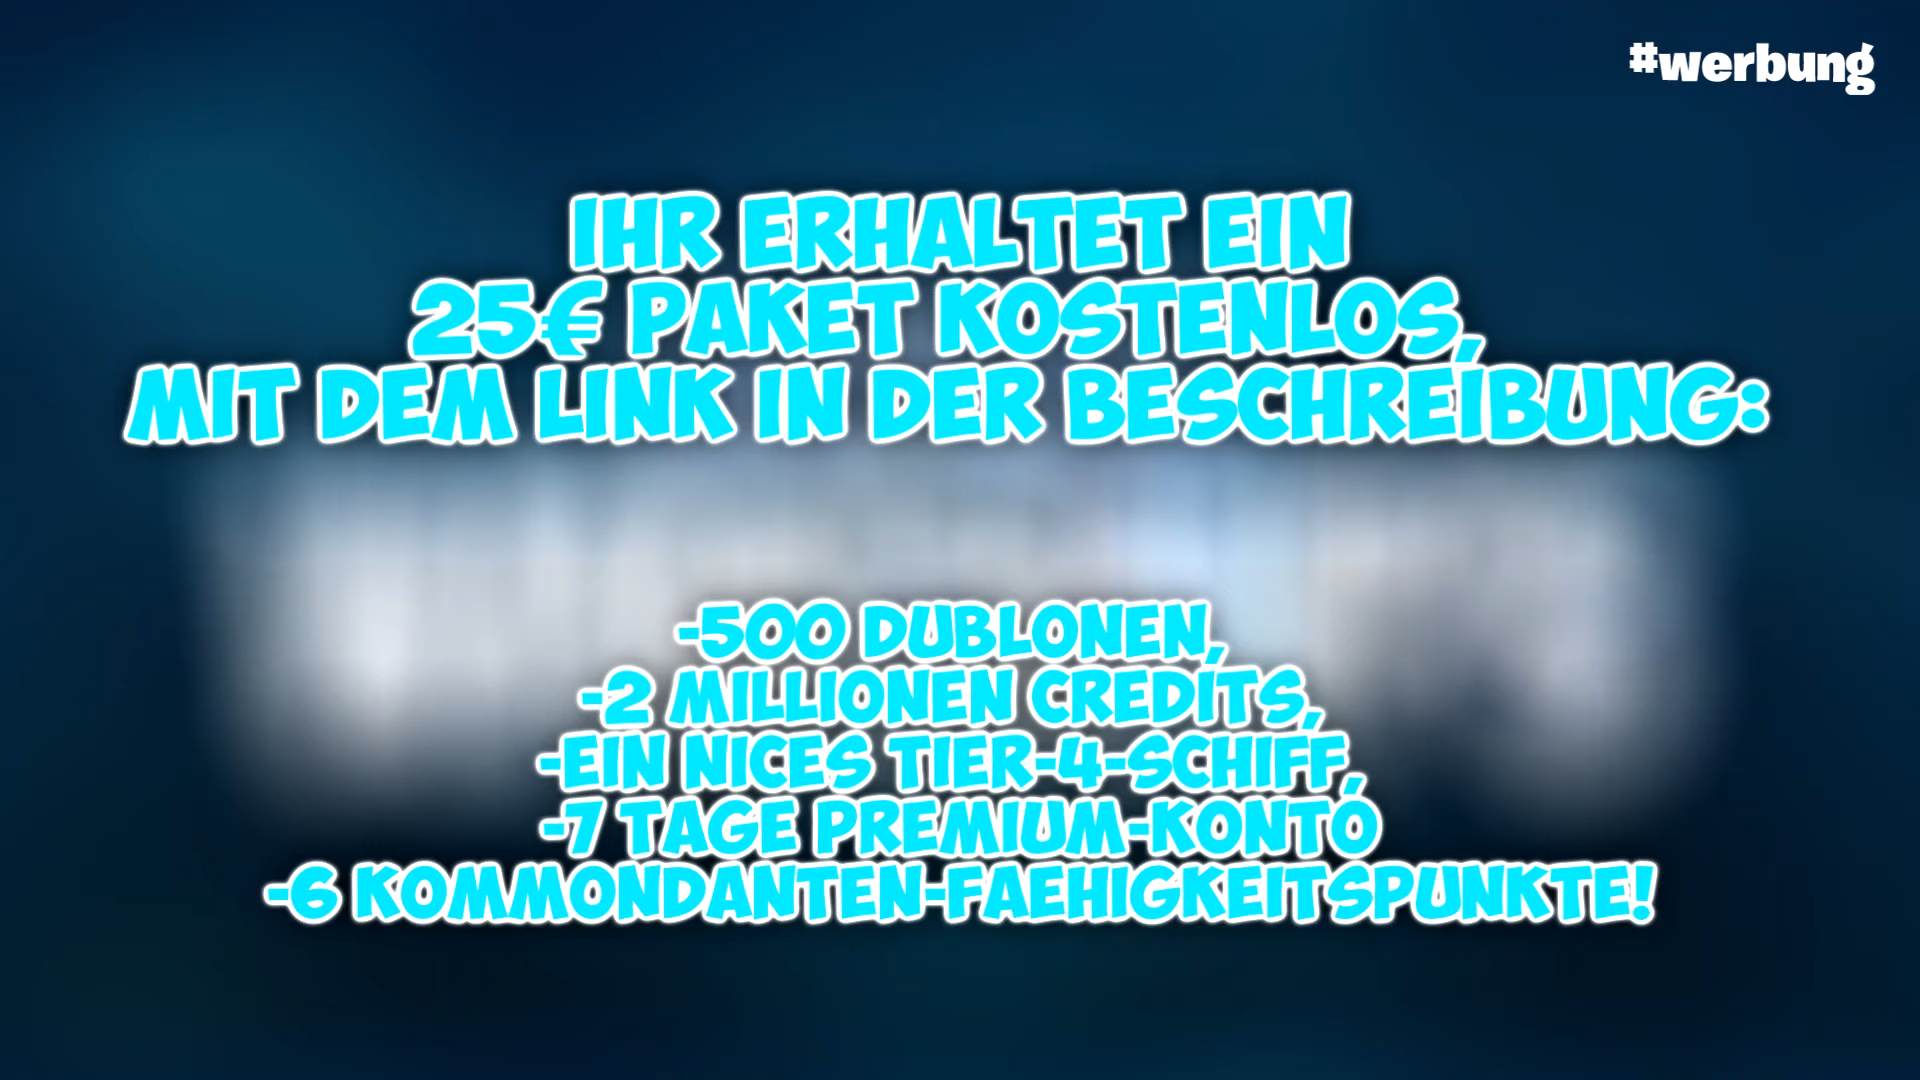 #werbung
IHR ERHALTET EIN
25€ PAKET KOSTENLOS,
MIT DEM LINK IN DER BESCHREIBUNG:
-500 DUBLONEN,
-2 MILLIONEN CREDITS,
-EIN NICES TIER-4-SCHIFF,
-7 TAGE PREMIUM-KONTO
-6 KOMMONDANTEN-FAEHIGKEITSPUNKTE!